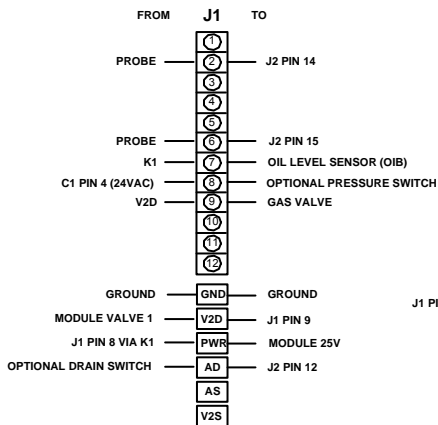 FROM J1 TO
1
PROBE 2 J2 PIN 14
3
4
5
PROBE 6 J2 PIN 15
K1 7 OIL LEVEL SENSOR (OIB)
C1 PIN 4 (24VAC) 8 OPTIONAL PRESSURE SWITCH
V2D 9 GAS VALVE
10
11
12
GROUND GND GROUND
J1 PI
MODULE VALVE 1 V2D J1 PIN 9
J1 PIN 8 VIA K1 PWR MODULE 25V
OPTIONAL DRAIN SWITCH AD J2 PIN 12
AS
V2S